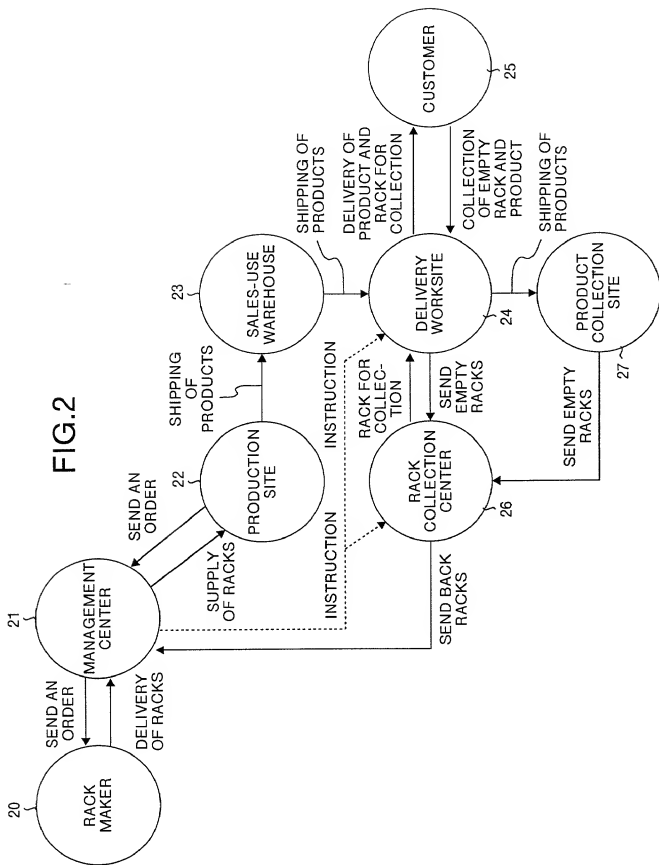 FIG.2
20
RACK
MAKER
SEND AN
ORDER
DELIVERY
OF RACKS
21
MANAGEMENT
CENTER
SEND AN
ORDER
SUPPLY
OF RACKS
22
PRODUCTION
SITE
SHIPPING
OF
PRODUCTS
23
SALES-USE
WAREHOUSE
SHIPPING OF
PRODUCTS
INSTRUCTION
INSTRUCTION
DELIVERY OF
PRODUCT AND
RACK FOR
COLLECTION
CUSTOMER
25
COLLECTION
OF EMPTY
RACK AND
PRODUCT
DELIVERY
WORKSITE
24
RACK FOR
COLLEC-
TION
SEND
EMPTY
RACKS
RACK
COLLECTION
CENTER
26
SEND BACK
RACKS
SHIPPING OF
PRODUCTS
PRODUCT
COLLECTION
SITE
27
SEND EMPTY
RACKS